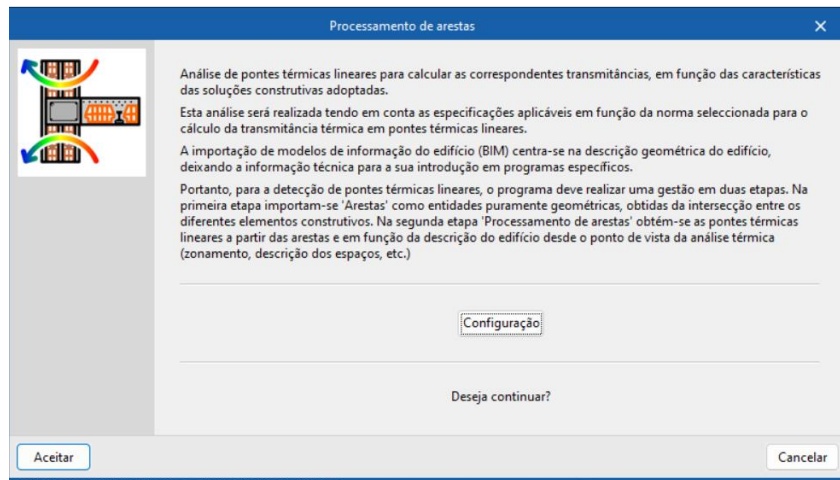 Processamento de arestas
Análise de pontes térmicas lineares para calcular as correspondentes transmitâncias, em função das características
das soluções construtivas adoptadas.
Esta análise será realizada tendo em conta as especificações aplicáveis em função da norma seleccionada para o
cálculo da transmitância térmica em pontes térmicas lineares.
A importação de modelos de informação do edifício (BIM) centra-se na descrição geométrica do edifício,
deixando a informação técnica para a sua introdução em programas específicos.
Portanto, para a detecção de pontes térmicas lineares, o programa deve realizar uma gestão em duas etapas. Na
primeira etapa importam-se 'Arestas' como entidades puramente geométricas, obtidas da intersecção entre os
diferentes elementos construtivos. Na segunda etapa 'Processamento de arestas' obtém-se as pontes térmicas
lineares a partir das arestas e em função da descrição do edifício desde o ponto de vista da análise térmica
(zonamento, descrição dos espaços, etc.)
Configuração
Deseja continuar?
Aceitar
Cancelar